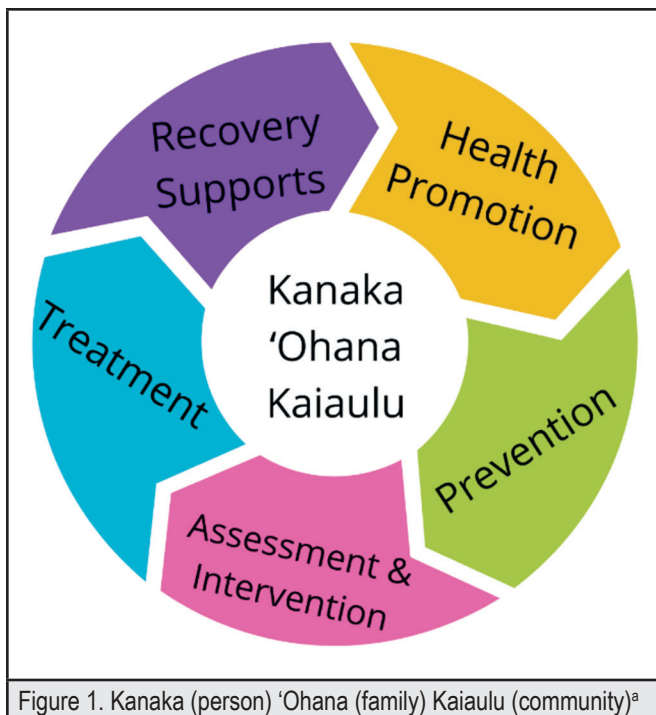 Recovery
Supports
Health
Promotion
Kanaka
‘Ohana
Kaiaulu
Treatment
Prevention
Assessment &
Intervention
Figure 1. Kanaka (person) ‘Ohana (family) Kaiaulu (community)ᵃ